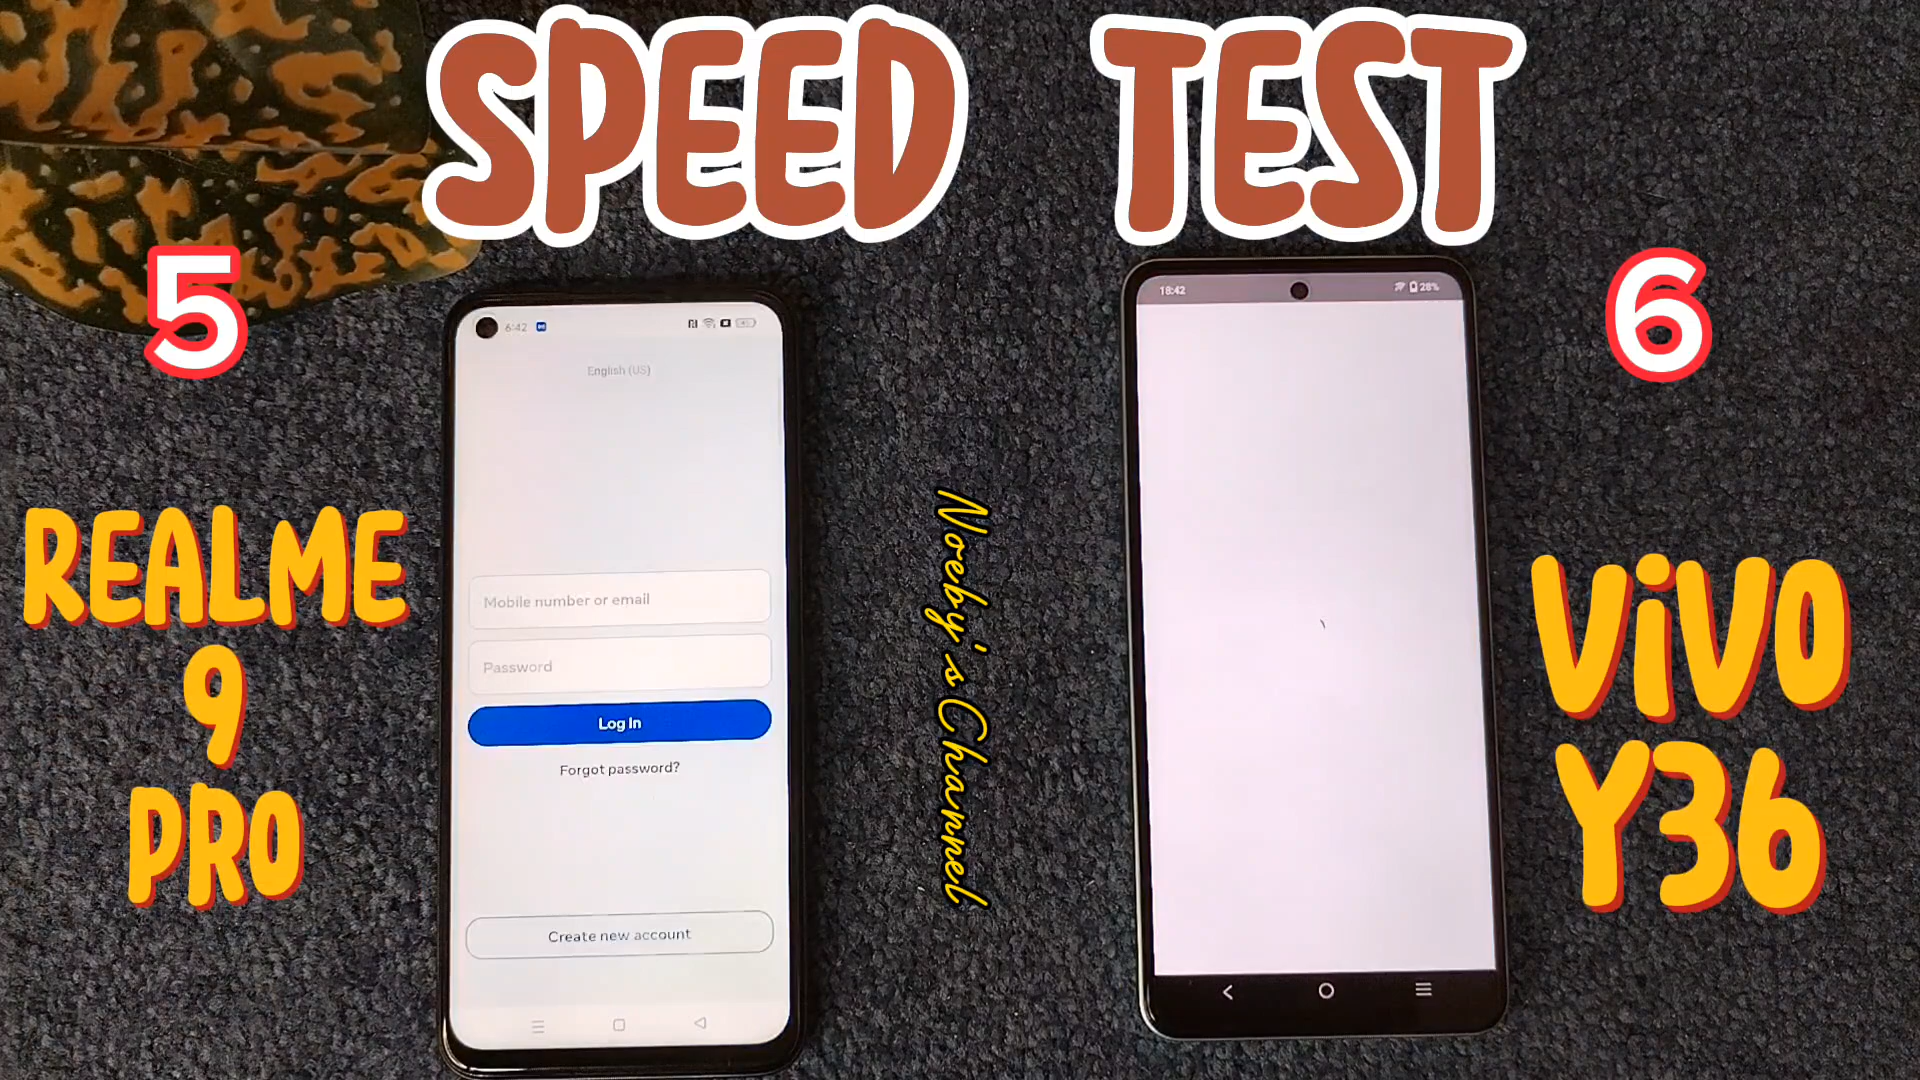 SPEED TEST
5
6
6:42
18:42
28%
English (US)
Mobile number or email
Password
Log In
Forgot password?
Create new account
REALME
9
PRO
Noeby's Channel
ViVO
Y36